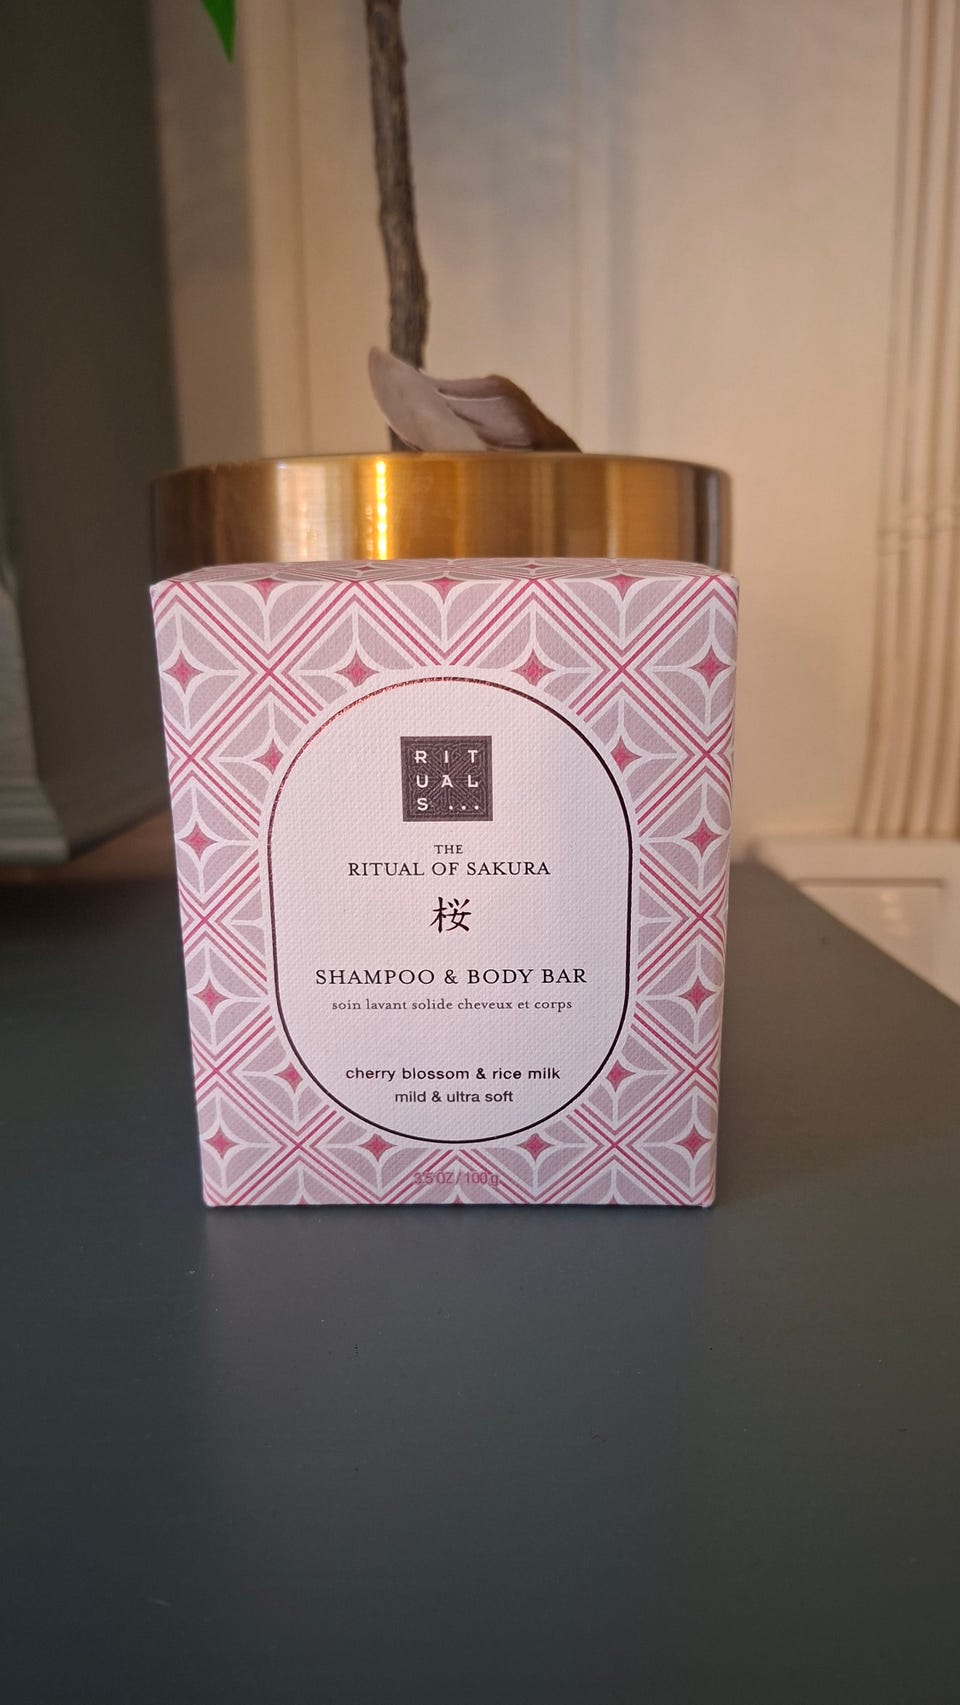 RIT
UAL
S...
THE
RITUAL OF SAKURA
桜
SHAMPOO & BODY BAR
soin lavant solide cheveux et corps
cherry blossom & rice milk
mild & ultra soft
3.5 OZ / 100 g